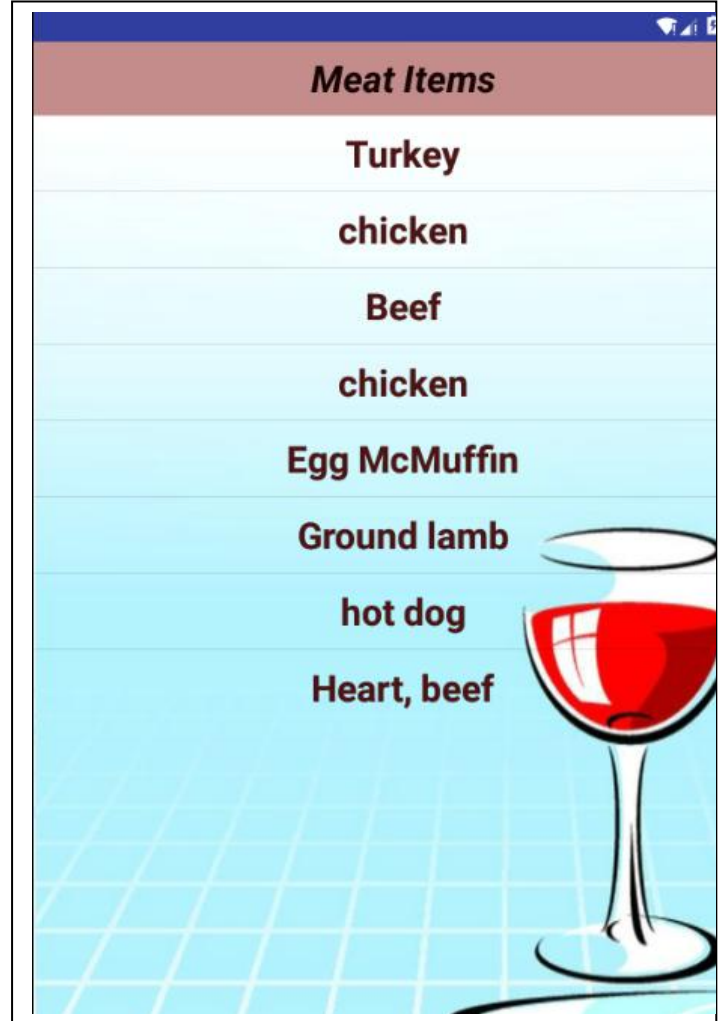 Meat Items
Turkey
chicken
Beef
chicken
Egg McMuffin
Ground lamb
hot dog
Heart, beef